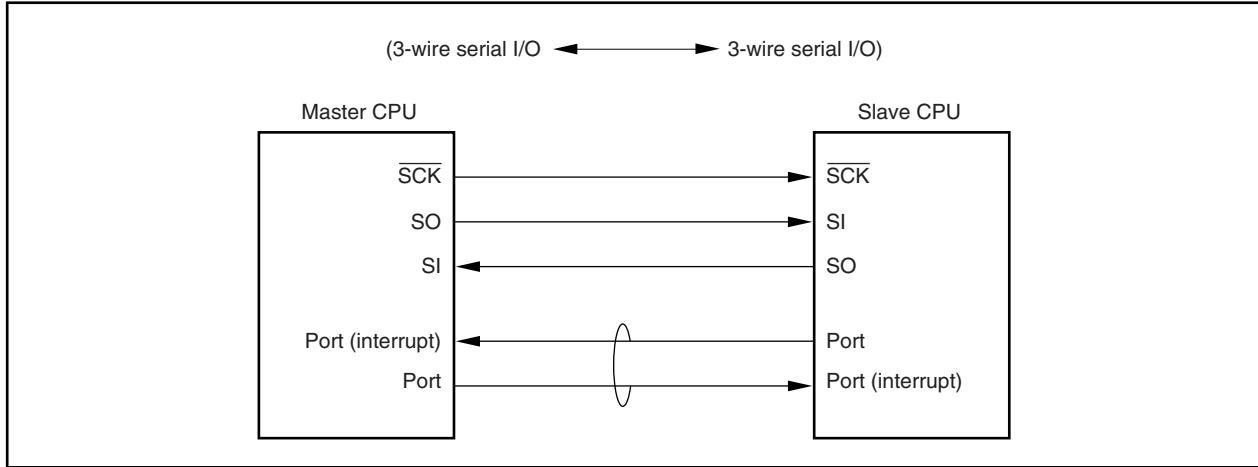 (3-wire serial I/O 3-wire serial I/O)
Master CPU Slave CPU
SCK SCK
SO SI
SI SO
Port (interrupt) Port
Port Port (interrupt)